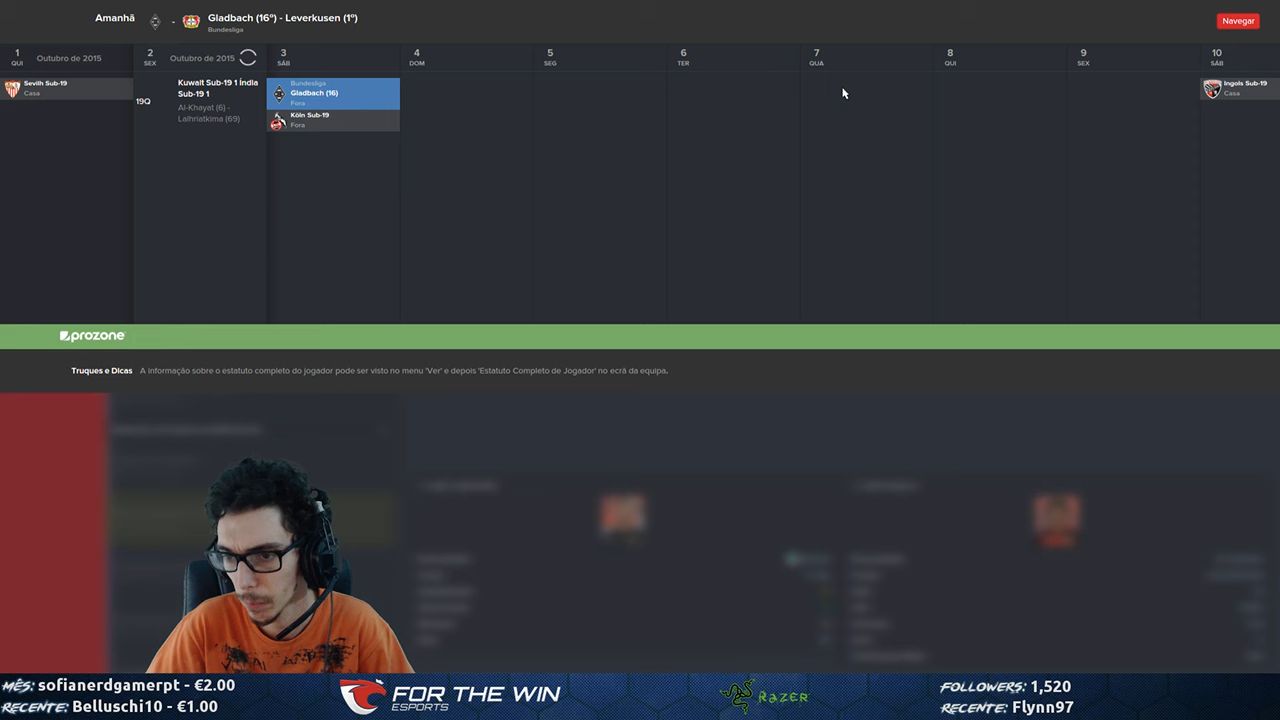 Amanhã
Gladbach (16º) - Leverkusen (1º)
Bundesliga
Navegar
1
QUI
Outubro de 2015
2
SEX
Outubro de 2015
3
SÁB
4
DOM
5
SEG
6
TER
7
QUA
8
QUI
9
SEX
10
SÁB
Sevilh Sub-19
Casa
19Q
Kuwait Sub-19 1 Índia
Sub-19 1
Al-Khayat (6) -
Lalhriatkima (69)
Bundesliga
Gladbach (16)
Fora
Köln Sub-19
Fora
Ingols Sub-19
Casa
prozone
Truques e Dicas
A informação sobre o estatuto completo do jogador pode ser visto no menu 'Ver' e depois 'Estatuto Completo de Jogador' no ecrã da equipa.
MÊS: sofianerdgamerpt - €2.00
RECENTE: Belluschi10 - €1.00
FOR THE WIN
ESPORTS
RAZER
FOLLOWERS: 1,520
RECENTE: Flynn97